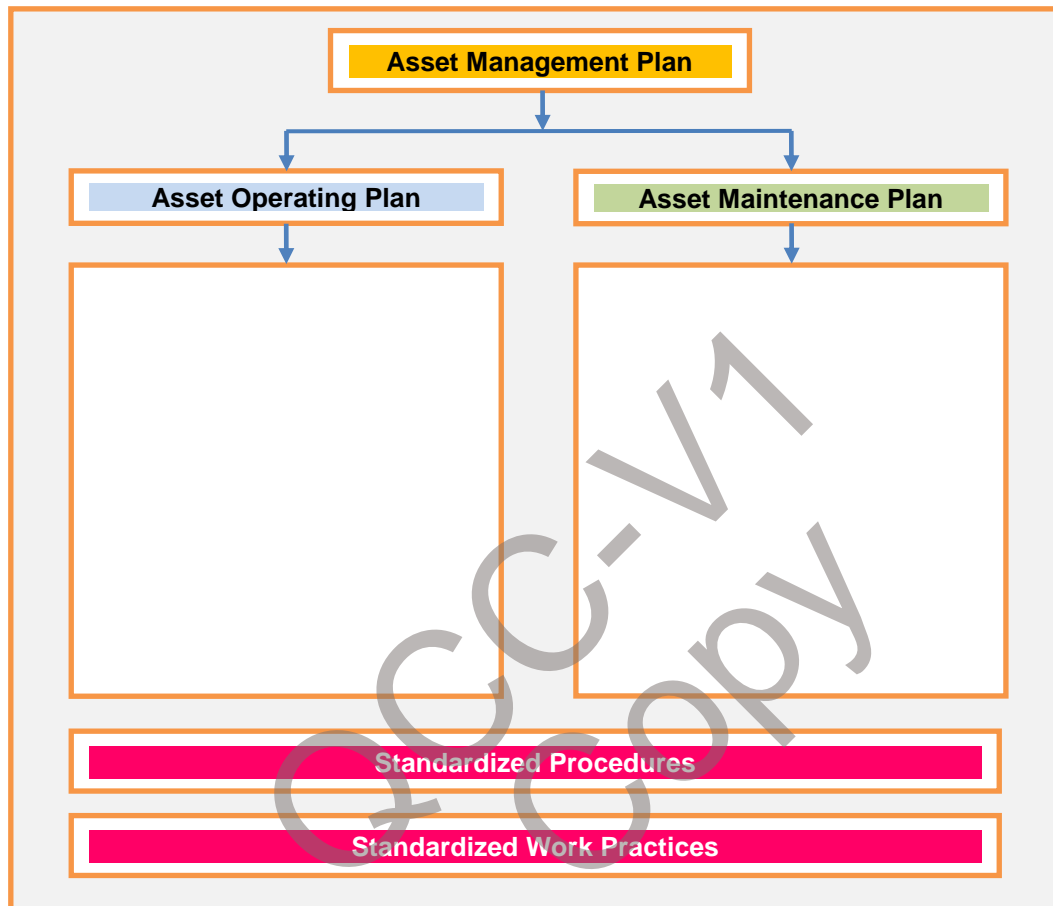 Asset Management Plan
Asset Operating Plan
Asset Maintenance Plan
Standardized Procedures
Standardized Work Practices
QCC-V1
Copy